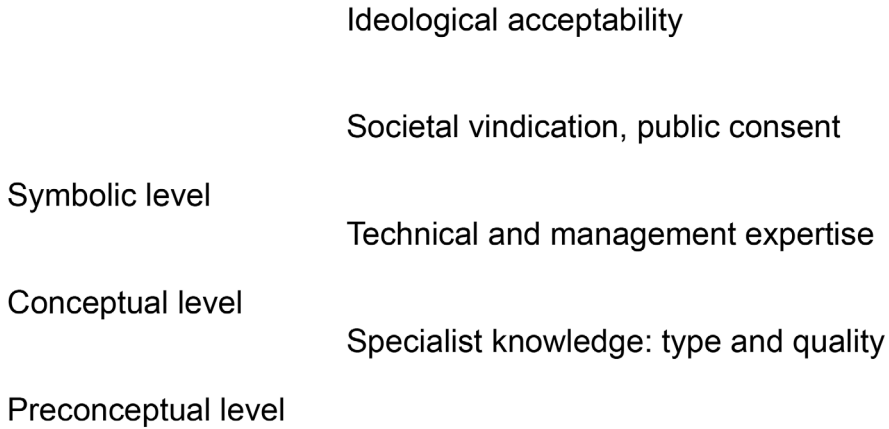 Ideological acceptability
Societal vindication, public consent
Symbolic level
Technical and management expertise
Conceptual level
Specialist knowledge: type and quality
Preconceptual level